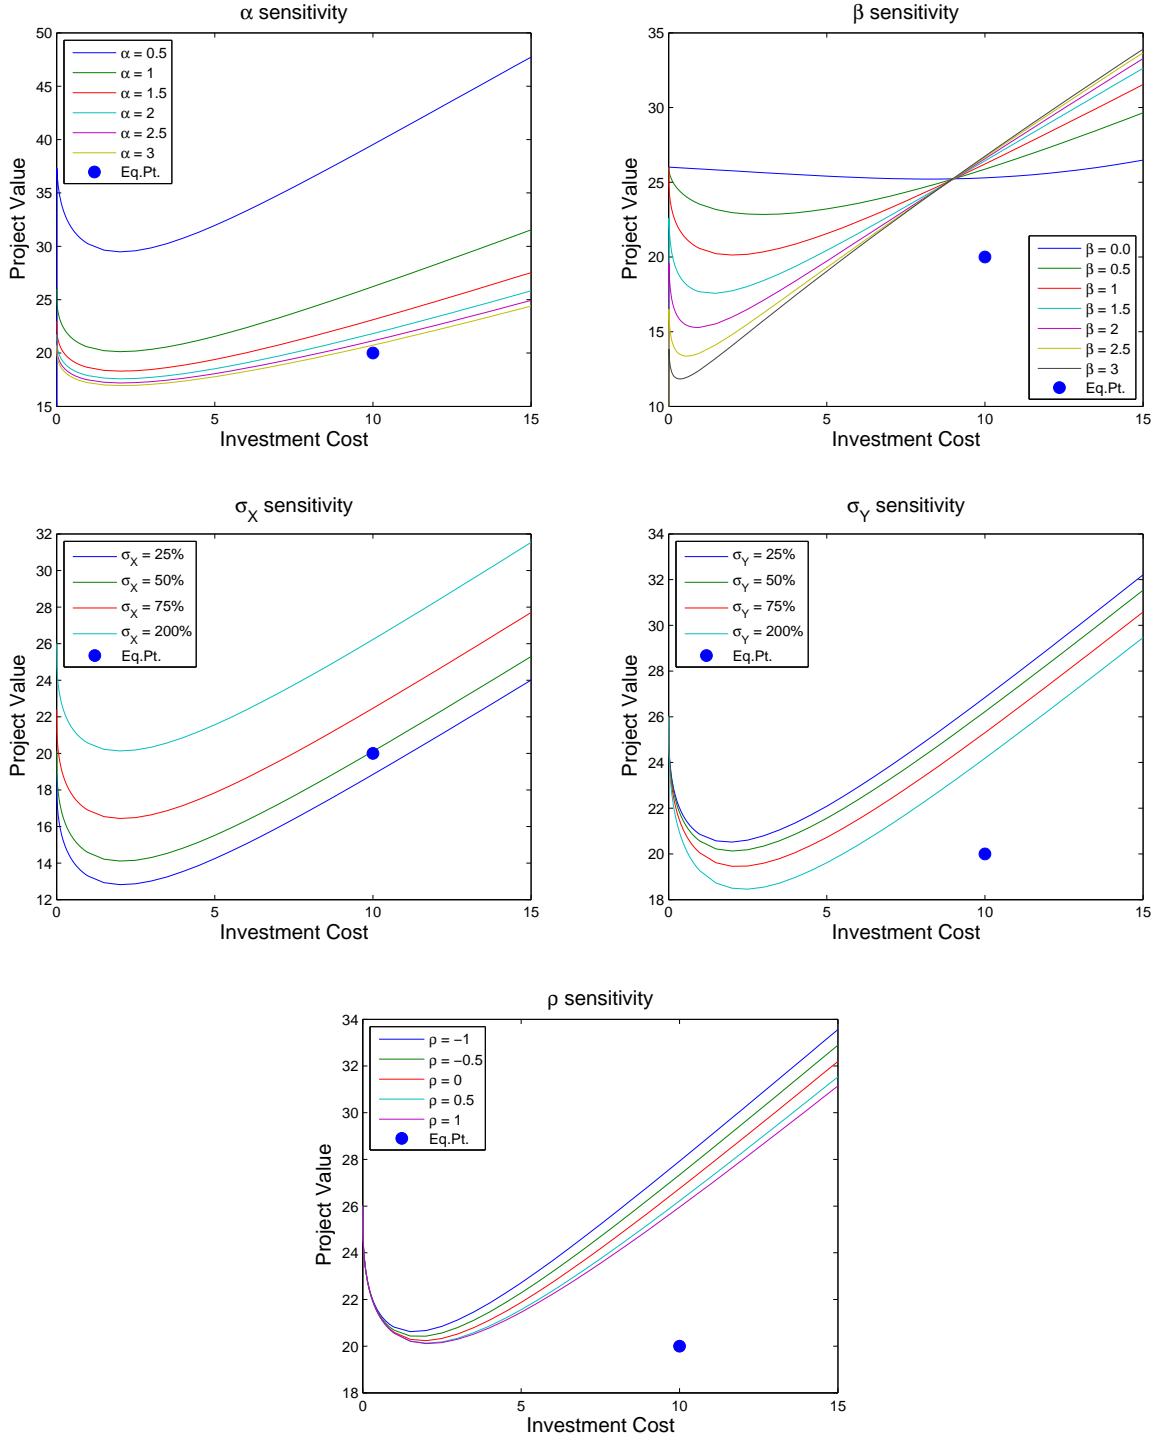 α sensitivity
50
45
40
35
30
25
20
15
0
5
10
15
Project Value
Investment Cost
α = 0.5
α = 1
α = 1.5
α = 2
α = 2.5
α = 3
Eq.Pt.
β sensitivity
35
30
25
20
15
10
0
5
10
15
Project Value
Investment Cost
β = 0.0
β = 0.5
β = 1
β = 1.5
β = 2
β = 2.5
β = 3
Eq.Pt.
σX sensitivity
32
30
28
26
24
22
20
18
16
14
12
0
5
10
15
Project Value
Investment Cost
σX = 25%
σX = 50%
σX = 75%
σX = 200%
Eq.Pt.
σY sensitivity
34
32
30
28
26
24
22
20
18
0
5
10
15
Project Value
Investment Cost
σY = 25%
σY = 50%
σY = 75%
σY = 200%
Eq.Pt.
ρ sensitivity
34
32
30
28
26
24
22
20
18
0
5
10
15
Project Value
Investment Cost
ρ = −1
ρ = −0.5
ρ = 0
ρ = 0.5
ρ = 1
Eq.Pt.